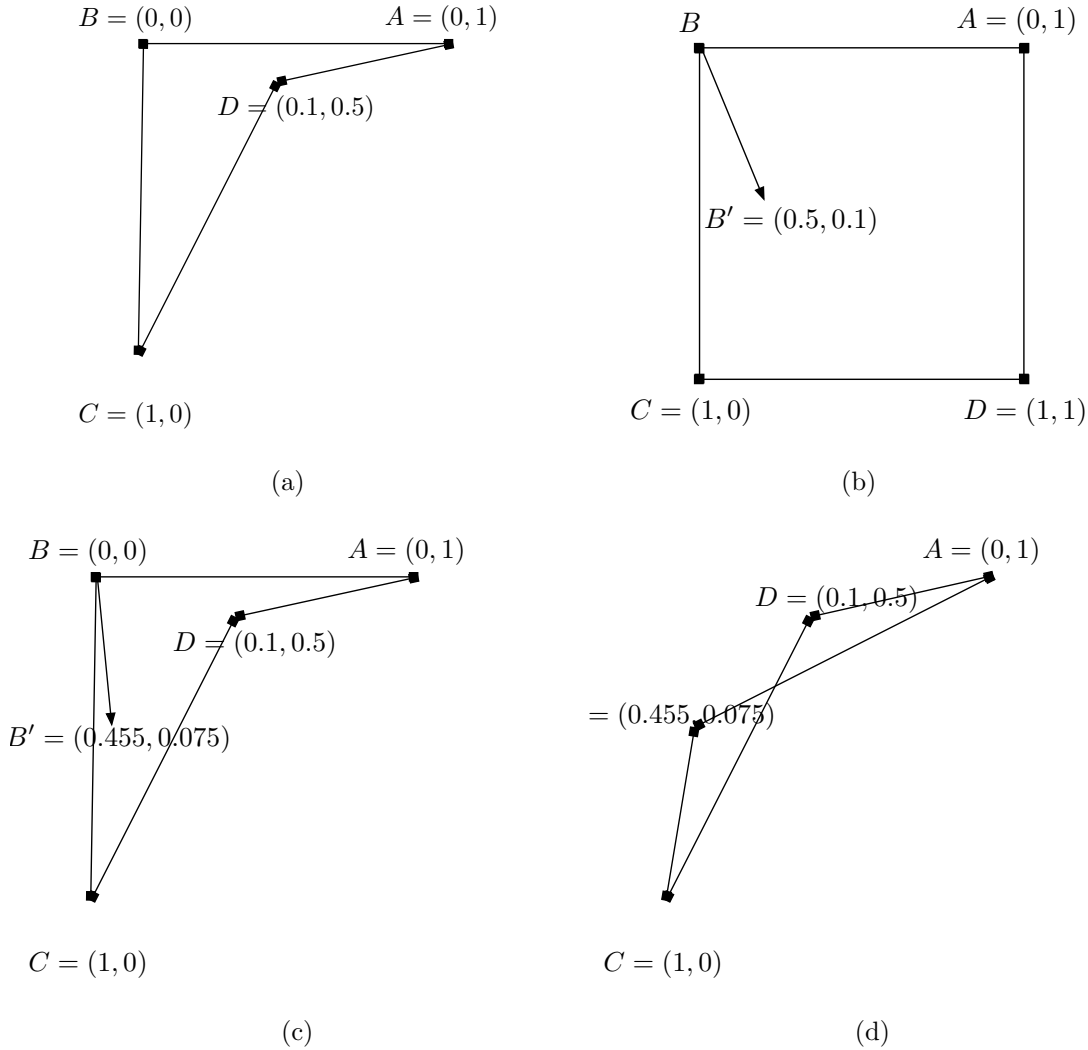 B = (0, 0)
A = (0, 1)
D = (0.1, 0.5)
C = (1, 0)
(a)
B
A = (0, 1)
B′ = (0.5, 0.1)
C = (1, 0)
D = (1, 1)
(b)
B = (0, 0)
A = (0, 1)
D = (0.1, 0.5)
B′ = (0.455, 0.075)
C = (1, 0)
(c)
A = (0, 1)
D = (0.1, 0.5)
= (0.455, 0.075)
C = (1, 0)
(d)